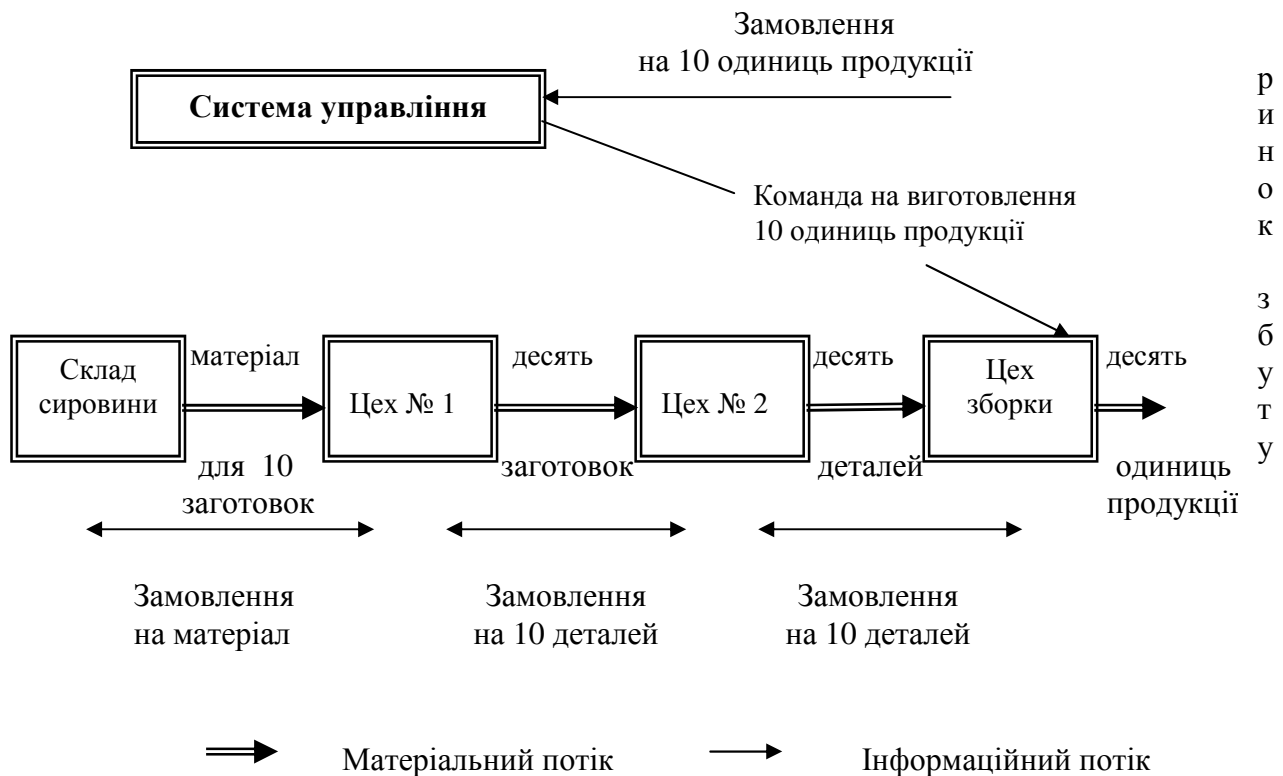 Замовлення
на 10 одиниць продукції
Система управління
Команда на виготовлення
10 одиниць продукції
ринок збуту
Склад
сировини
матеріал
для 10
заготовок
Цех № 1
десять
заготовок
Цех № 2
десять
деталей
Цех
зборки
десять
одиниць
продукції
Замовлення
на матеріал
Замовлення
на 10 деталей
Замовлення
на 10 деталей
Матеріальний потік
Інформаційний потік